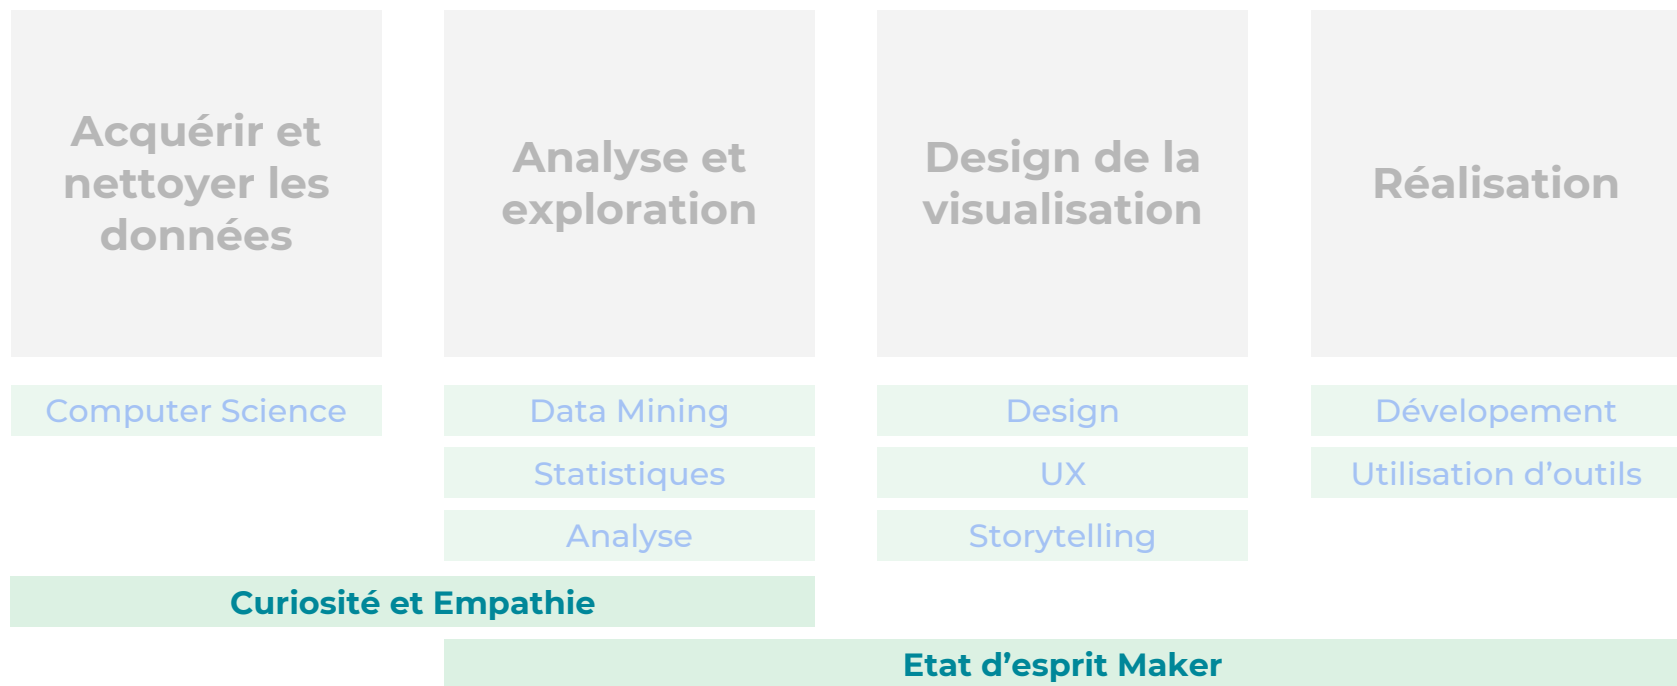 Acquérir et
nettoyer les
données
Analyse et
exploration
Design de la
visualisation
Réalisation
Computer Science
Data Mining
Design
Dévelopement
Statistiques
UX
Utilisation d’outils
Analyse
Storytelling
Curiosité et Empathie
Etat d’esprit Maker